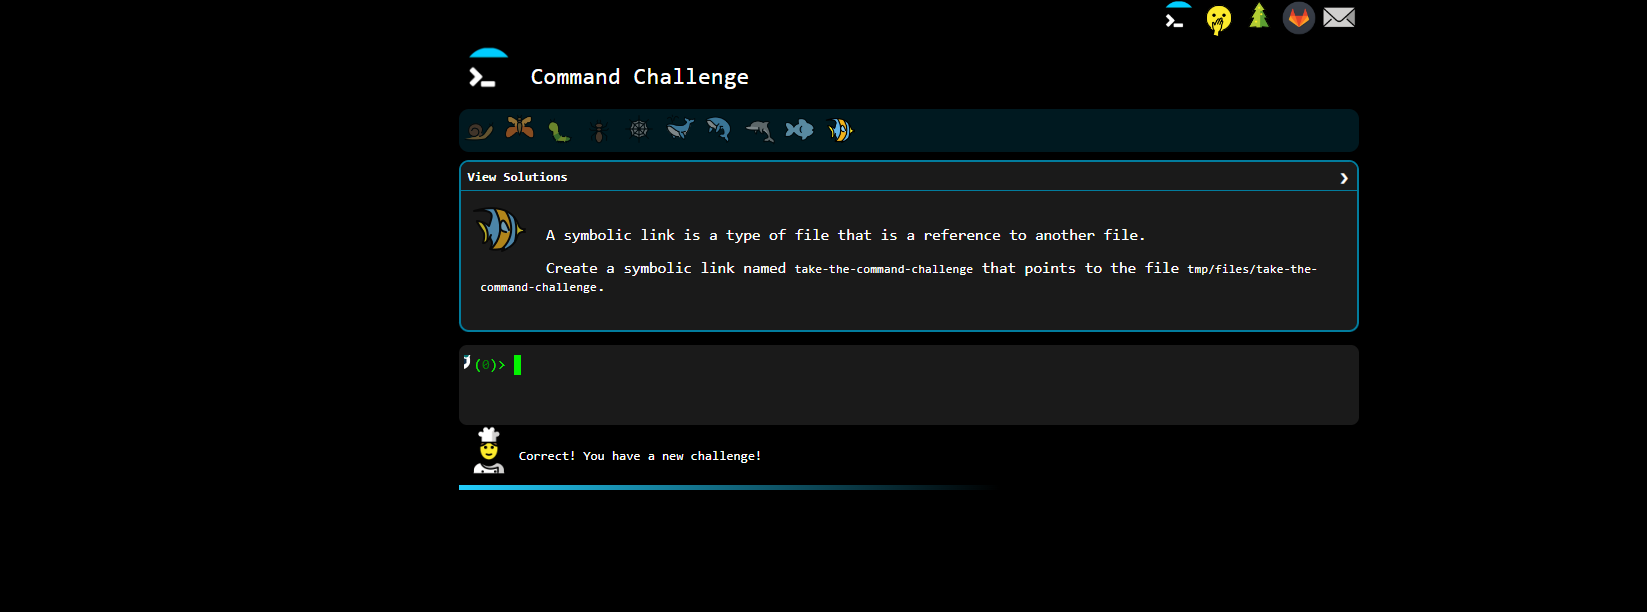 Command Challenge
View Solutions
A symbolic link is a type of file that is a reference to another file.
Create a symbolic link named take-the-command-challenge that points to the file tmp/files/take-the-
command-challenge.
(0)>
Correct! You have a new challenge!